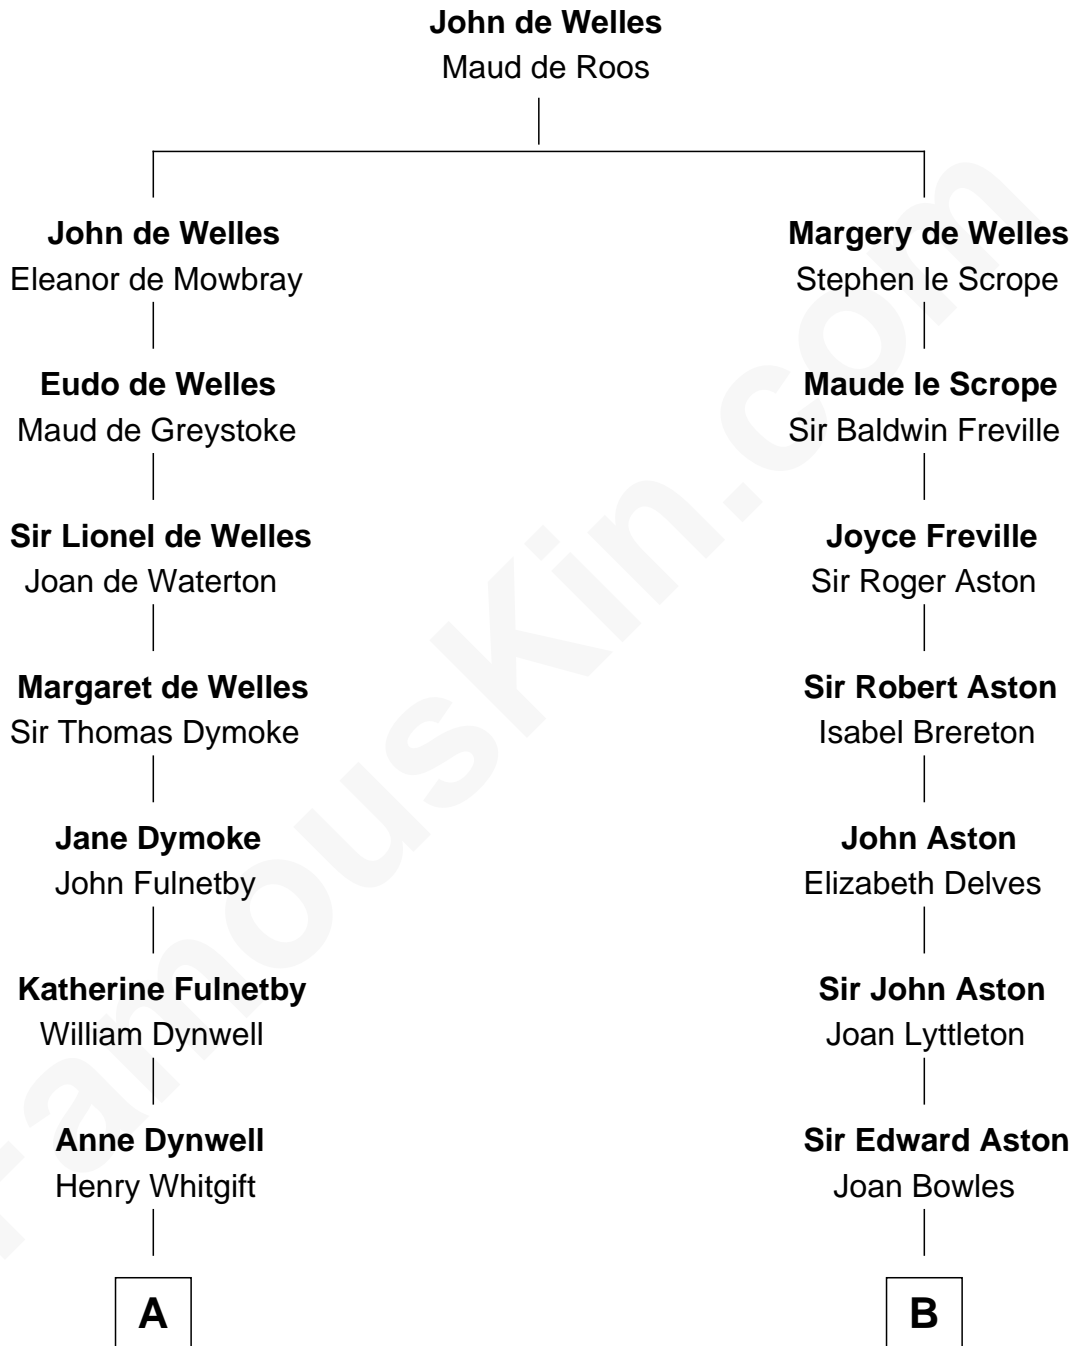 John de Welles
Maud de Roos
John de Welles
Eleanor de Mowbray
Eudo de Welles
Maud de Greystoke
Sir Lionel de Welles
Joan de Waterton
Margaret de Welles
Sir Thomas Dymoke
Jane Dymoke
John Fulnetby
Katherine Fulnetby
William Dynwell
Anne Dynwell
Henry Whitgift
A
Margery de Welles
Stephen le Scrope
Maude le Scrope
Sir Baldwin Freville
Joyce Freville
Sir Roger Aston
Sir Robert Aston
Isabel Brereton
John Aston
Elizabeth Delves
Sir John Aston
Joan Lyttleton
Sir Edward Aston
Joan Bowles
B
FamousKin.com